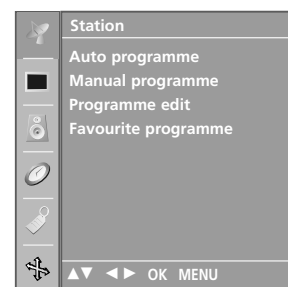 Station
Auto programme
Manual programme
Programme edit
Favourite programme
▲▼ ◄► OK MENU